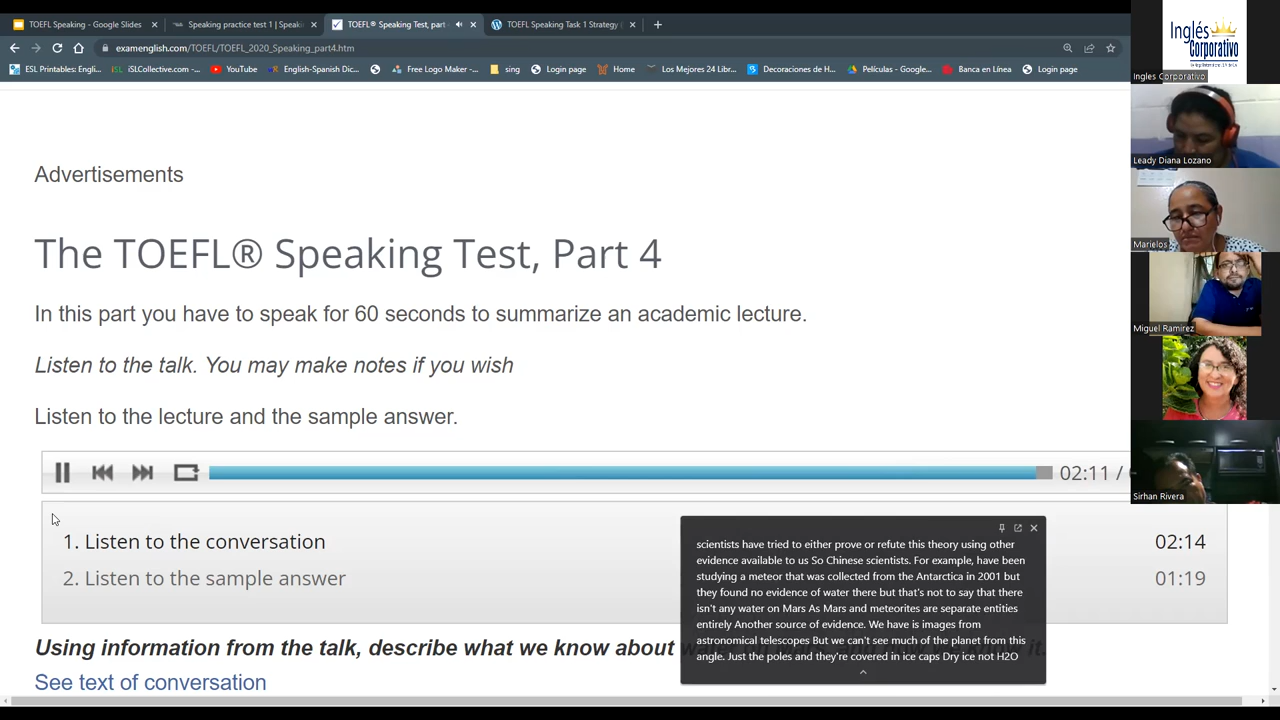 TOEFL Speaking - Google Slides
Speaking practice test 1 | Speaki
TOEFL® Speaking Test, part
TOEFL Speaking Task 1 Strategy
examenglish.com/TOEFL/TOEFL_2020_Speaking_part4.htm
ESL Printables: Engli...
iSLCollective.com -...
YouTube
English-Spanish Dic...
Free Logo Maker -...
sing
Login page
Home
Los Mejores 24 Libr...
Decoraciones de H...
Películas - Google...
Banca en Línea
Login page
Advertisements
The TOEFL® Speaking Test, Part 4
In this part you have to speak for 60 seconds to summarize an academic lecture.
Listen to the talk. You may make notes if you wish
Listen to the lecture and the sample answer.
02:11 /
1. Listen to the conversation
02:14
2. Listen to the sample answer
01:19
scientists have tried to either prove or refute this theory using other
evidence available to us So Chinese scientists. For example, have been
studying a meteor that was collected from the Antarctica in 2001 but
they found no evidence of water there but that's not to say that there
isn't any water on Mars As Mars and meteorites are separate entities
entirely Another source of evidence. We have is images from
astronomical telescopes But we can't see much of the planet from this
angle. Just the poles and they're covered in ice caps Dry ice not H2O
Using information from the talk, describe what we know about
See text of conversation
Inglés
Corporativo
Ingles Corporativo
Leady Diana Lozano
Marielos
Miguel Ramirez
Sirhan Rivera